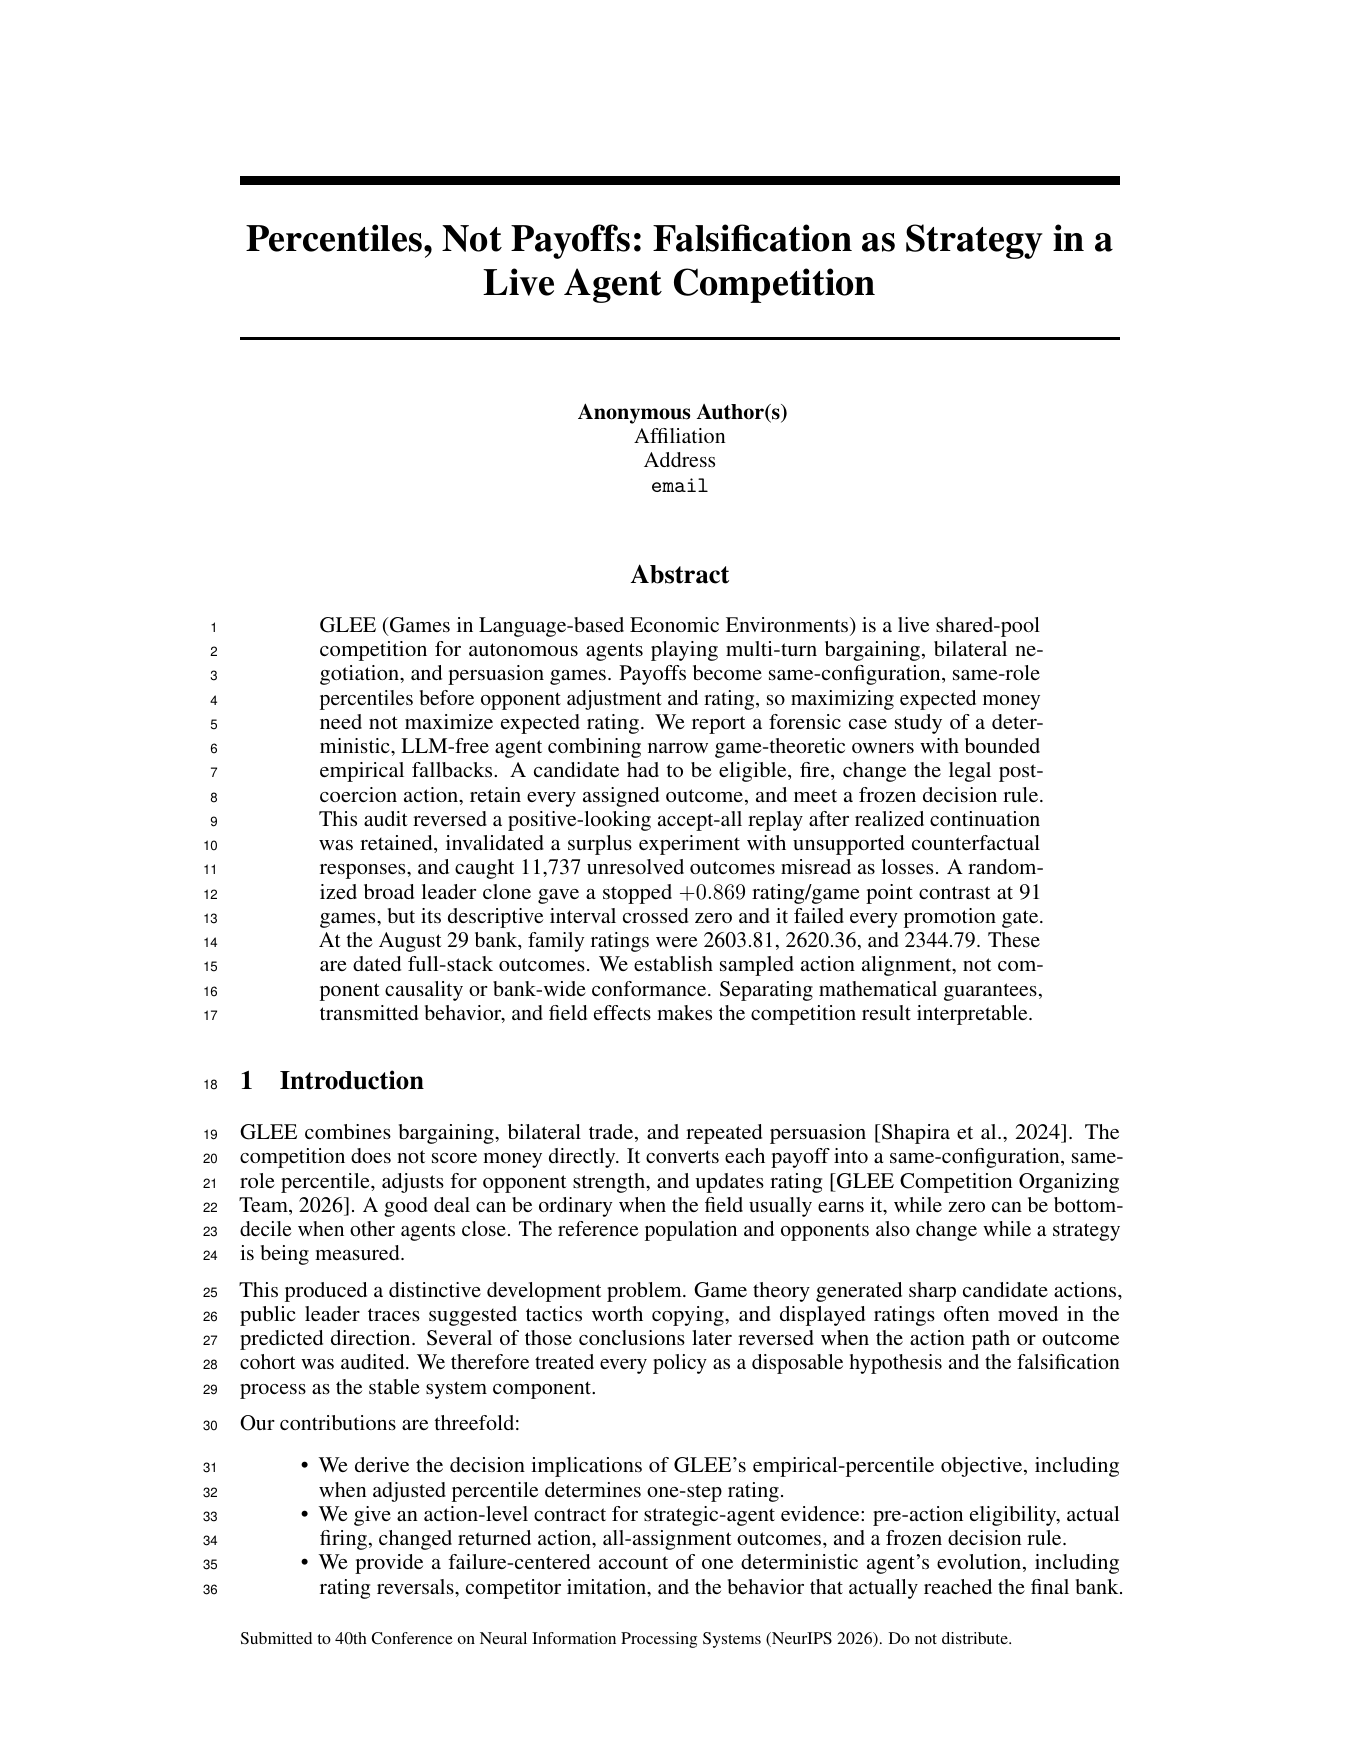 Percentiles, Not Payoffs: Falsification as Strategy in a
Live Agent Competition
Anonymous Author(s)
Affiliation
Address
email
Abstract
1 GLEE (Games in Language-based Economic Environments) is a live shared-pool
2 competition for autonomous agents playing multi-turn bargaining, bilateral ne-
3 gotiation, and persuasion games. Payoffs become same-configuration, same-role
4 percentiles before opponent adjustment and rating, so maximizing expected money
5 need not maximize expected rating. We report a forensic case study of a deter-
6 ministic, LLM-free agent combining narrow game-theoretic owners with bounded
7 empirical fallbacks. A candidate had to be eligible, fire, change the legal post-
8 coercion action, retain every assigned outcome, and meet a frozen decision rule.
9 This audit reversed a positive-looking accept-all replay after realized continuation
10 was retained, invalidated a surplus experiment with unsupported counterfactual
11 responses, and caught 11,737 unresolved outcomes misread as losses. A random-
12 ized broad leader clone gave a stopped +0.869 rating/game point contrast at 91
13 games, but its descriptive interval crossed zero and it failed every promotion gate.
14 At the August 29 bank, family ratings were 2603.81, 2620.36, and 2344.79. These
15 are dated full-stack outcomes. We establish sampled action alignment, not com-
16 ponent causality or bank-wide conformance. Separating mathematical guarantees,
17 transmitted behavior, and field effects makes the competition result interpretable.
18 1 Introduction
19 GLEE combines bargaining, bilateral trade, and repeated persuasion [Shapira et al., 2024]. The
20 competition does not score money directly. It converts each payoff into a same-configuration, same-
21 role percentile, adjusts for opponent strength, and updates rating [GLEE Competition Organizing
22 Team, 2026]. A good deal can be ordinary when the field usually earns it, while zero can be bottom-
23 decile when other agents close. The reference population and opponents also change while a strategy
24 is being measured.
25 This produced a distinctive development problem. Game theory generated sharp candidate actions,
26 public leader traces suggested tactics worth copying, and displayed ratings often moved in the
27 predicted direction. Several of those conclusions later reversed when the action path or outcome
28 cohort was audited. We therefore treated every policy as a disposable hypothesis and the falsification
29 process as the stable system component.
30 Our contributions are threefold:
31 • We derive the decision implications of GLEE's empirical-percentile objective, including
32 when adjusted percentile determines one-step rating.
33 • We give an action-level contract for strategic-agent evidence: pre-action eligibility, actual
34 firing, changed returned action, all-assignment outcomes, and a frozen decision rule.
35 • We provide a failure-centered account of one deterministic agent's evolution, including
36 rating reversals, competitor imitation, and the behavior that actually reached the final bank.
Submitted to 40th Conference on Neural Information Processing Systems (NeurIPS 2026). Do not distribute.